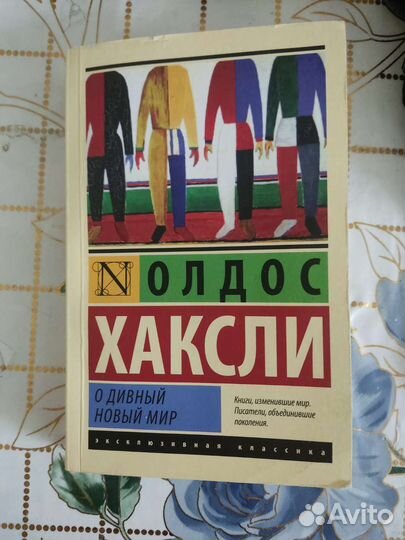 N ОЛДОС
ХАКСЛИ
О ДИВНЫЙ
НОВЫЙ МИР
Книги, изменившие мир.
Писатели, объединившие
поколения.
эксклюзивная классика
Avito